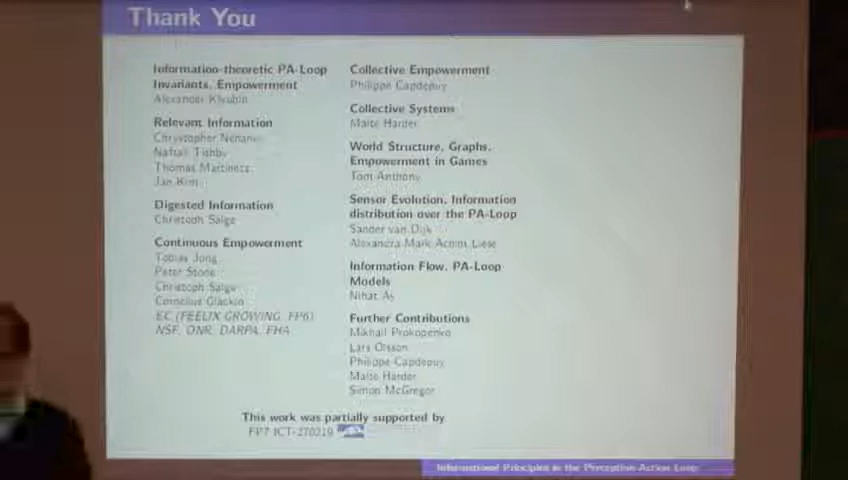 Thank You
Information-theoretic PA-Loop
Invariants, Empowerment
Alexander Klyubin
Relevant Information
Chrystopher Nehaniv
Naftali Tishby
Thomas Martinetz
Jan Kim
Digested Information
Christoph Salge
Continuous Empowerment
Tobias Jung
Peter Stone
Christoph Salge
Cornelius Glackin
EC (FEELIX GROWING, FP6)
NSF, ONR, DARPA, FHA
Collective Empowerment
Philippe Capdepuy
Collective Systems
Malte Harder
World Structure, Graphs,
Empowerment in Games
Tom Anthony
Sensor Evolution, Information
distribution over the PA-Loop
Sander van Dijk
Alexandra Mark Achim Liese
Information Flow, PA-Loop
Models
Nihat Ay
Further Contributions
Mikhail Prokopenko
Lars Olsson
Philippe Capdepuy
Malte Harder
Simon McGregor
This work was partially supported by
FP7 ICT-270219
Informational Principles in the Perception-Action Loop